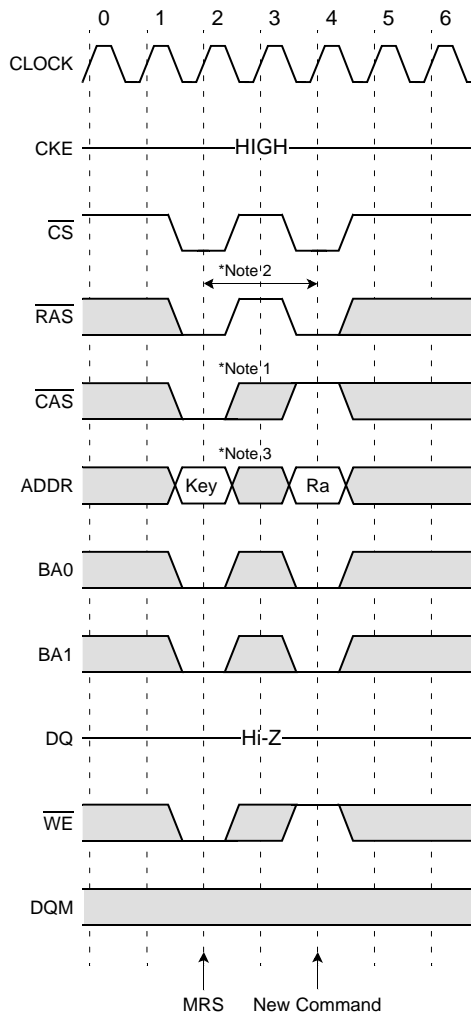 0 1 2 3 4 5 6
CLOCK
CKE HIGH
CS
*Note 2
RAS
*Note 1
CAS
*Note 3
ADDR Key Ra
BA0
BA1
DQ Hi-Z
WE
DQM
MRS New Command